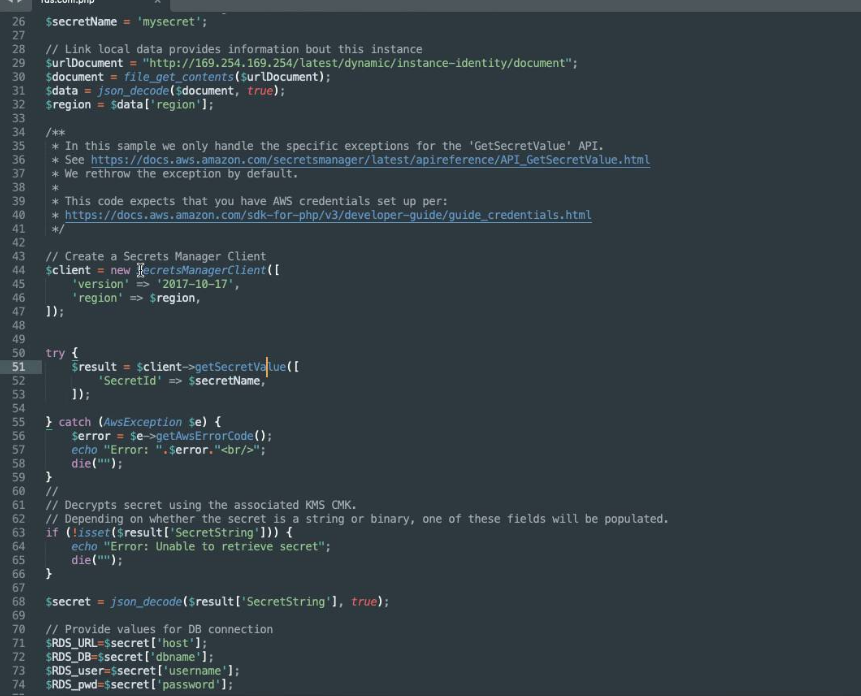 rds.conf.php
26 $secretName = 'mysecret';
27
28 // Link local data provides information bout this instance
29 $urlDocument = "http://169.254.169.254/latest/dynamic/instance-identity/document";
30 $document = file_get_contents($urlDocument);
31 $data = json_decode($document, true);
32 $region = $data['region'];
33
34 /**
35 * In this sample we only handle the specific exceptions for the 'GetSecretValue' API.
36 * See https://docs.aws.amazon.com/secretsmanager/latest/apireference/API_GetSecretValue.html
37 * We rethrow the exception by default.
38 *
39 * This code expects that you have AWS credentials set up per:
40 * https://docs.aws.amazon.com/sdk-for-php/v3/developer-guide/guide_credentials.html
41 */
42
43 // Create a Secrets Manager Client
44 $client = new SecretsManagerClient([
45 'version' => '2017-10-17',
46 'region' => $region,
47 ]);
48
49
50 try {
51 $result = $client->getSecretValue([
52 'SecretId' => $secretName,
53 ]);
54
55 } catch (AwsException $e) {
56 $error = $e->getAwsErrorCode();
57 echo "Error: ".$error."<br/>";
58 die("");
59 }
60 //
61 // Decrypts secret using the associated KMS CMK.
62 // Depending on whether the secret is a string or binary, one of these fields will be populated.
63 if (!isset($result['SecretString'])) {
64 echo "Error: Unable to retrieve secret";
65 die("");
66 }
67
68 $secret = json_decode($result['SecretString'], true);
69
70 // Provide values for DB connection
71 $RDS_URL=$secret['host'];
72 $RDS_DB=$secret['dbname'];
73 $RDS_user=$secret['username'];
74 $RDS_pwd=$secret['password'];